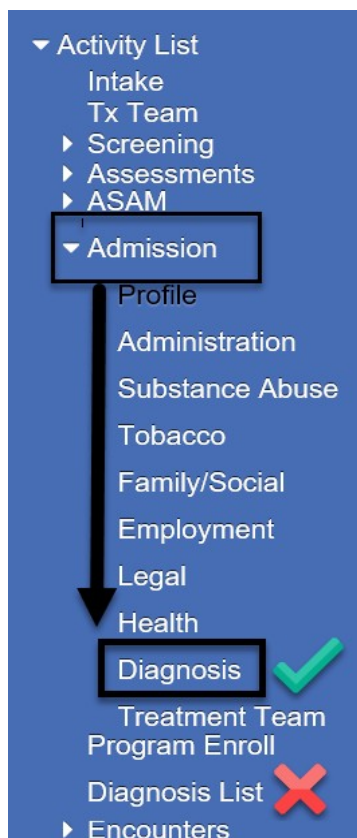 Activity List
Intake
Tx Team
Screening
Assessments
ASAM
Admission
Profile
Administration
Substance Abuse
Tobacco
Family/Social
Employment
Legal
Health
Diagnosis
Treatment Team
Program Enroll
Diagnosis List
Encounters